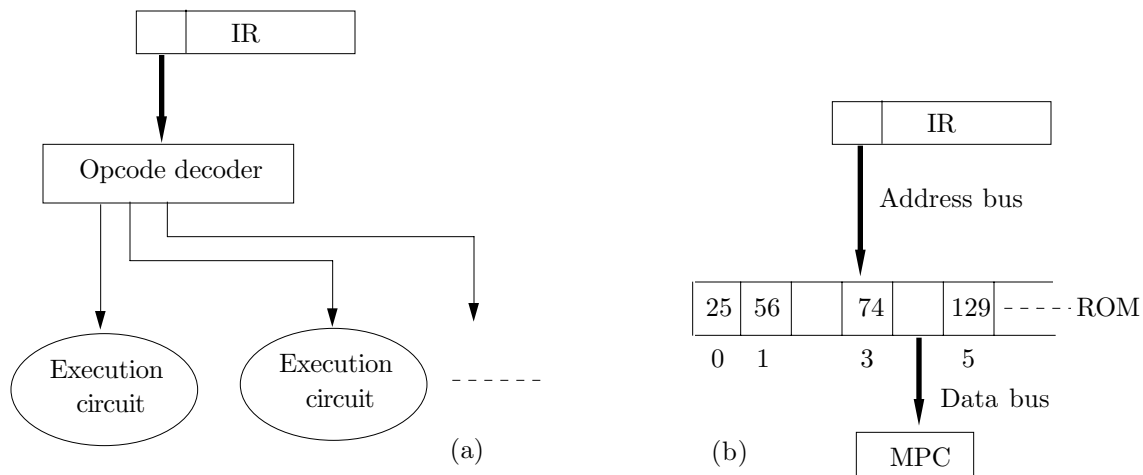 IR
Opcode decoder
Execution
circuit
Execution
circuit
(a)
IR
Address bus
25 56 74 129 ROM
0 1 3 5
Data bus
(b)
MPC